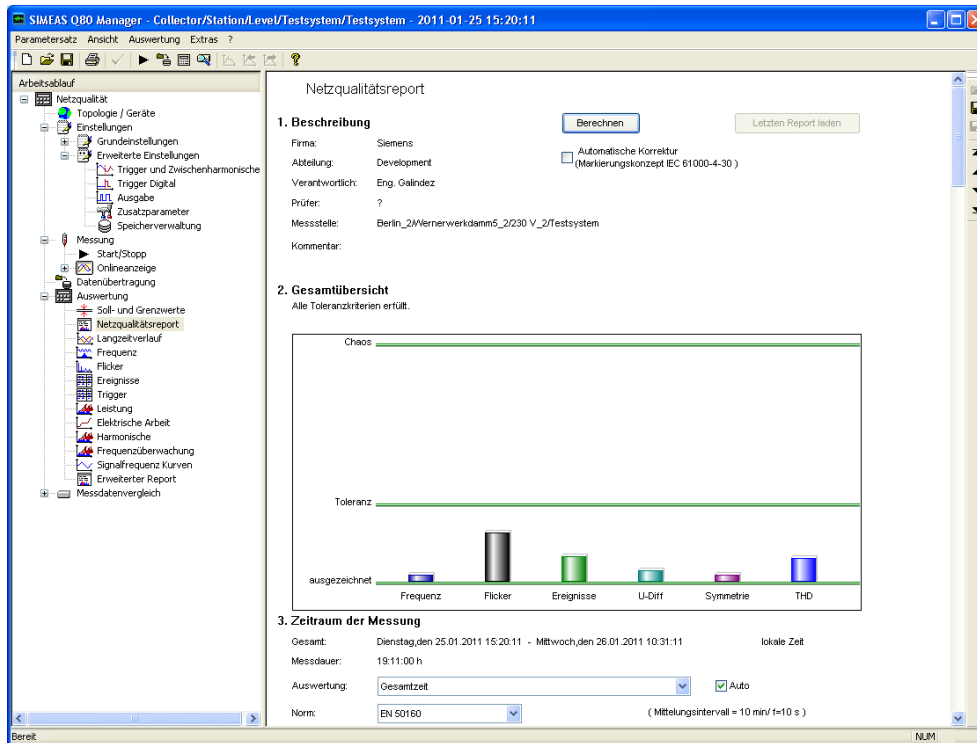 SIMEAS Q80 Manager - Collector/Station/Level/Testsystem/Testsystem - 2011-01-25 15:20:11
Parametersatz Ansicht Auswertung Extras ?
Arbeitsablauf
Netzqualität
Topologie / Geräte
Einstellungen
Grundeinstellungen
Erweiterte Einstellungen
Trigger und Zwischenharmonische
Trigger Digital
Ausgabe
Zusatzparameter
Speicherverwaltung
Messung
Start/Stopp
Onlineanzeige
Datenübertragung
Auswertung
Soll- und Grenzwerte
Netzqualitätsreport
Langzeitverlauf
Frequenz
Flicker
Ereignisse
Trigger
Leistung
Elektrische Arbeit
Harmonische
Frequenzüberwachung
Signalfrequenz Kurven
Erweiterter Report
Messdatenvergleich
Netzqualitätsreport
1. Beschreibung
Berechnen
Letzten Report laden
Firma: Siemens
Automatische Korrektur
(Markierungskonzept IEC 61000-4-30 )
Abteilung: Development
Verantwortlich: Eng. Galindez
Prüfer: ?
Messstelle: Berlin_2/Wernerwerkdamm5_2/230 V_2/Testsystem
Kommentar:
2. Gesamtübersicht
Alle Toleranzkriterien erfüllt.
Chaos
Toleranz
ausgezeichnet
Frequenz Flicker Ereignisse U-Diff Symmetrie THD
3. Zeitraum der Messung
Gesamt: Dienstag,den 25.01.2011 15:20:11 - Mittwoch,den 26.01.2011 10:31:11 lokale Zeit
Messdauer: 19:11:00 h
Auswertung: Gesamtzeit Auto
Norm: EN 50160 ( Mittelungsintervall = 10 min/ f=10 s )
Bereit NUM